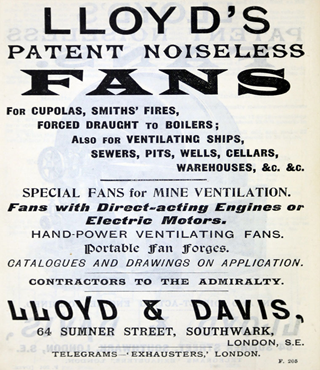 LLOYD'S
PATENT NOISELESS
FANS
FOR CUPOLAS, SMITHS' FIRES,
FORCED DRAUGHT TO BOILERS;
ALSO FOR VENTILATING SHIPS,
SEWERS, PITS, WELLS, CELLARS,
WAREHOUSES, &c. &c.
SPECIAL FANS for MINE VENTILATION.
Fans with Direct-acting Engines or
Electric Motors.
HAND-POWER VENTILATING FANS.
Portable Fan Forges.
CATALOGUES AND DRAWINGS ON APPLICATION.
CONTRACTORS TO THE ADMIRALTY.
LLOYD & DAVIS,
64 SUMNER STREET, SOUTHWARK,
LONDON, S.E.
TELEGRAMS—'EXHAUSTERS,' LONDON.
F. 268